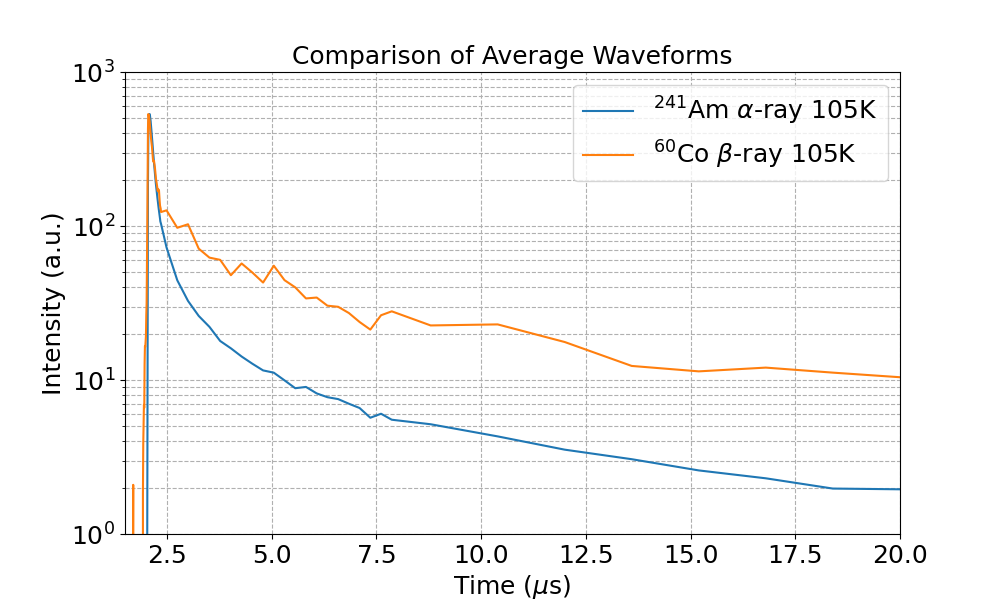 Comparison of Average Waveforms
²⁴¹Am α-ray 105K
⁶⁰Co β-ray 105K
Intensity (a.u.)
10³
10²
10¹
10⁰
2.5 5.0 7.5 10.0 12.5 15.0 17.5 20.0
Time (μs)